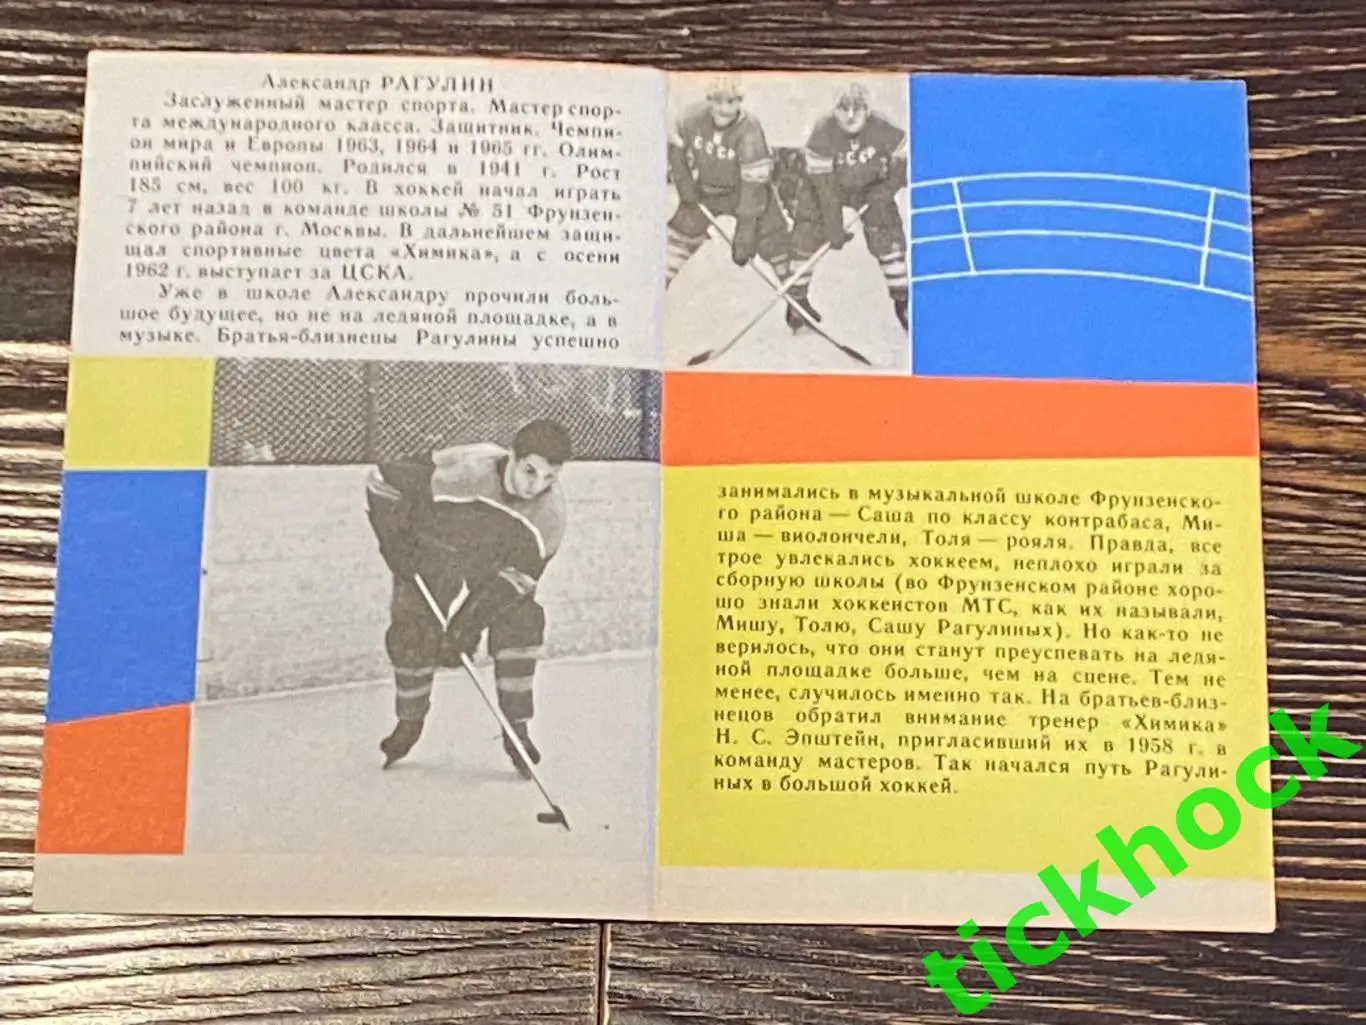 Александр РАГУЛИН
Заслуженный мастер спорта. Мастер спор-
та международного класса. Защитник. Чемпи-
он мира и Европы 1963, 1964 и 1965 гг. Олим-
пийский чемпион. Родился в 1941 г. Рост
185 см, вес 100 кг. В хоккей начал играть
7 лет назад в команде школы № 51 Фрунзен-
ского района г. Москвы. В дальнейшем защи-
щал спортивные цвета «Химика», а с осени
1962 г. выступает за ЦСКА.
Уже в школе Александру прочили боль-
шое будущее, но не на ледяной площадке, а в
музыке. Братья-близнецы Рагулины успешно
СССР
СССР
занимались в музыкальной школе Фрунзенско-
го района — Саша по классу контрабаса, Ми-
ша — виолончели, Толя — рояля. Правда, все
трое увлекались хоккеем, неплохо играли за
сборную школы (во Фрунзенском районе хоро-
шо знали хоккеистов МТС, как их называли,
Мишу, Толю, Сашу Рагулиных). Но как-то не
верилось, что они станут преуспевать на ледя-
ной площадке больше, чем на сцене. Тем не
менее, случилось именно так. На братьев-близ-
нецов обратил внимание тренер «Химика»
Н. С. Эпштейн, пригласивший их в 1958 г. в
команду мастеров. Так начался путь Рагули-
ных в большой хоккей.
tickhock